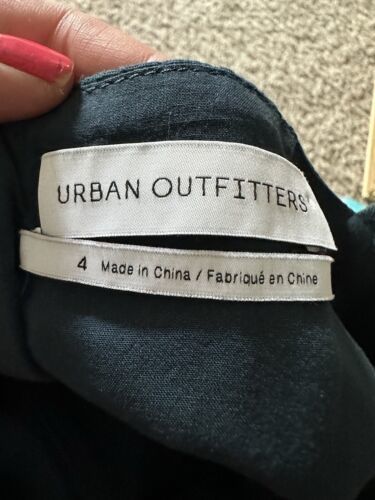 URBAN OUTFITTERS
4 Made in China / Fabriqué en Chine